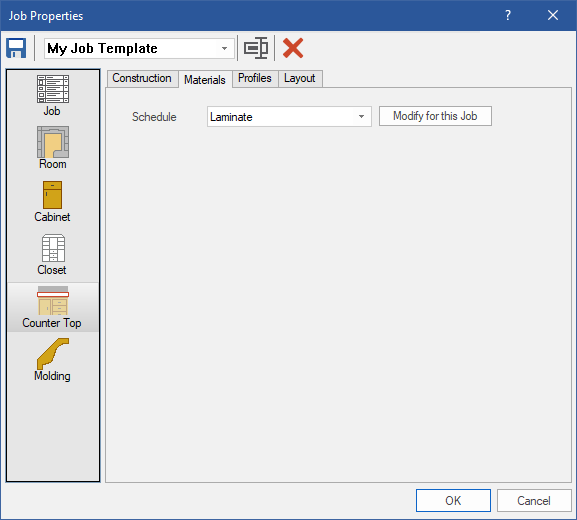 Job Properties
?
My Job Template
Construction Materials Profiles Layout
Schedule Laminate Modify for this Job
Job
Room
Cabinet
Closet
Counter Top
Molding
OK Cancel